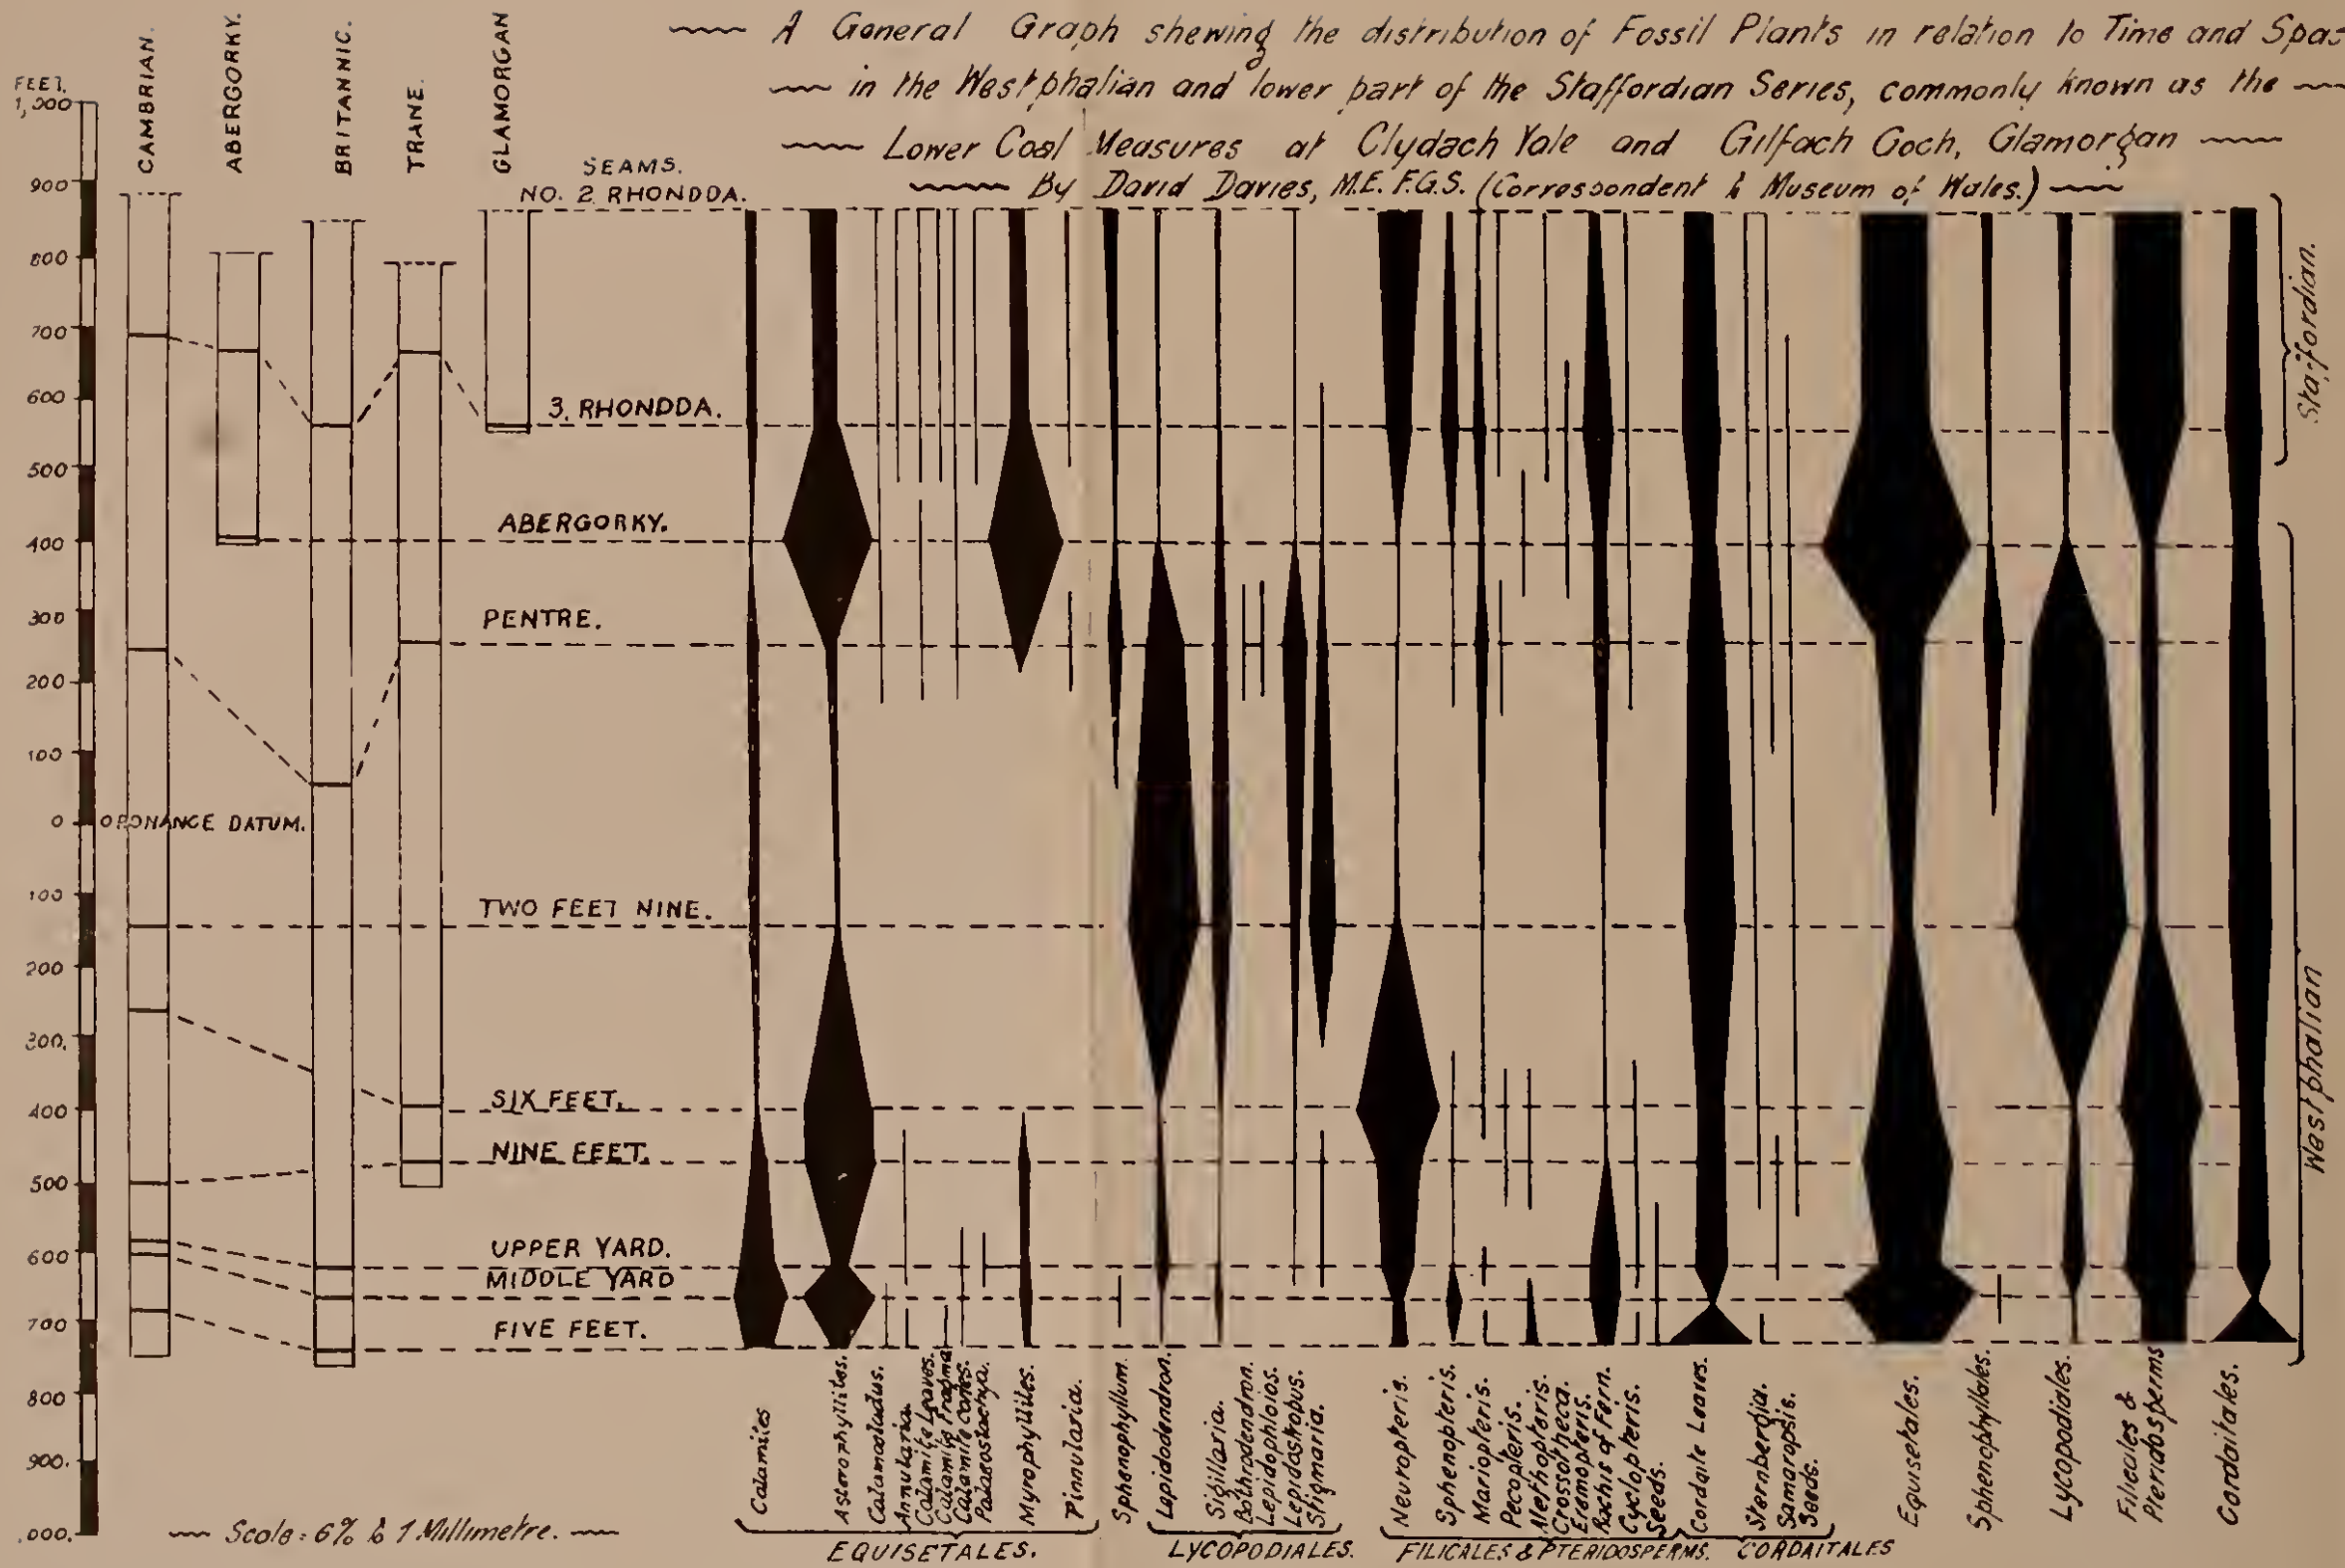 A General Graph shewing the distribution of Fossil Plants in relation to Time and Spac
in the Westphalian and lower part of the Staffordian Series, commonly known as the
Lower Coal Measures at Clydach Vale and Gilfach Goch, Glamorgan
By David Davies, M.E. F.G.S. (Correspondent to Museum of Wales.)
CAMBRIAN.
ABERGORKY.
BRITANNIC.
TRANE.
GLAMORGAN
FEET.
1,000
900
800
700
600
500
400
300
200
100
0
100
200
300.
400
500
600
700
800
900.
,000.
ORDNANCE DATUM.
SEAMS.
NO. 2 RHONDDA.
3. RHONDDA.
ABERGORKY.
PENTRE.
TWO FEET NINE.
SIX FEET.
NINE FEET.
UPPER YARD.
MIDDLE YARD
FIVE FEET.
Staffordian.
Westphalian
Calamites
Asterophyllites.
Calamocladus.
Annularia.
Calamite Leaves.
Calamite Cones.
Palaeostachya.
Myrophyllites.
Pinnularia.
Sphenophyllum.
Lepidodendron.
Sigillaria.
Bothrodendron.
Lepidophloios.
Lepidostrobus.
Stigmaria.
Neuropteris.
Sphenopteris.
Mariopteris.
Pecopteris.
Alethopteris.
Crossotheca.
Eremopteris.
Rachis of Fern.
Cyclopteris.
Seeds.
Cordaite Leaves.
Sternbergia.
Samaropsis.
Seeds.
Equisetales.
Sphenophyllales.
Lycopodiales.
Filicales &
Pteridosperms
Cordaitales.
EQUISETALES.
LYCOPODIALES.
FILICALES & PTERIDOSPERMS.
CORDAITALES
Scale: 6% to 1 Millimetre.